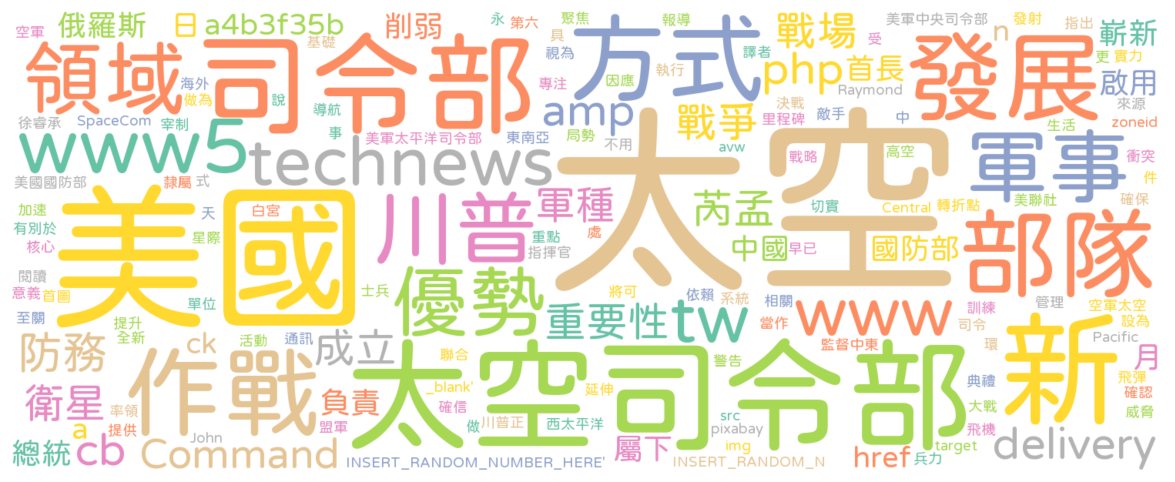 空軍 俄羅斯 日 a4b3f35b 削弱 永 第六 聚焦 報導 戰場 美軍中央司令部 n 發射 指出 嶄新
基礎 具 方式 譯者 受 更 實力
領域 司令部 海外 做為 說 導航 專注 視為 因應 執行 php 首長 發展 啟用
amp Raymond 來源
徐睿承 SpaceCom 宰制 事 美軍太平洋司令部 東南亞 局勢 不用 戰爭 決戰 里程碑 敵手 中 生活 zoneid
www5 technews avw 戰略 高空 軍事 衝突
美國國防部 隸屬 式 太空 件
美國 白宮 川普 軍種 芮孟 切實 Central 轉折點 美聯社 確保
加速 天 處
有別於 星際 重點 中國 早已 國防部 部隊
核心 指揮官
閱讀 士兵 優勢 將可 依賴 系統 相關 訓練 管理 空軍太空
意義 首圖 單位 重要性 tw www 當作 司令 設為
至關 提升 活動 通訊 成立 監督中東 環 新 Pacific
全新 ck 月
防務 作戰 聯合 太空司令部 警告 飛彈
衛星 _blank' 延伸 典禮 確認
a 率領 負責 確信 川普正 src 大戰 威脅
提供 盟軍 做 西太平洋 pixabay 飛機
總統 cb John 屬下 img target delivery
Command INSERT_RANDOM_NUMBER_HERE' INSERT_RANDOM_N href 兵力